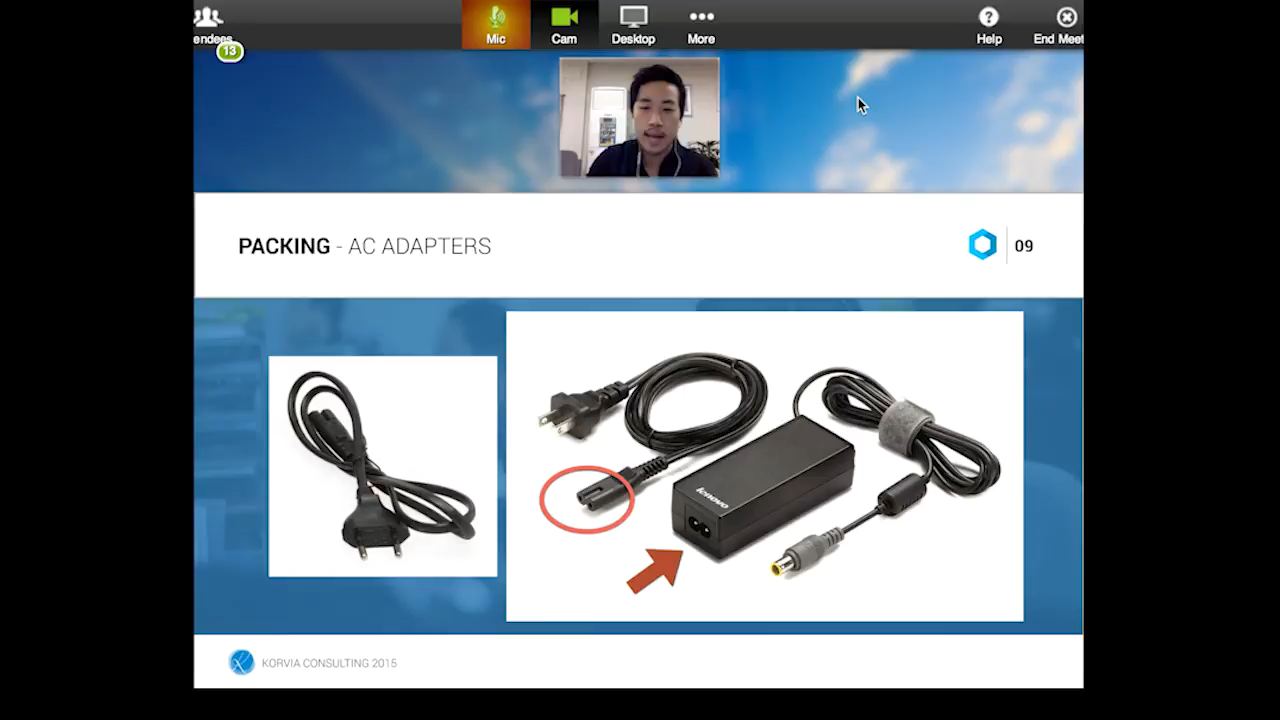 endees
13
Mic
Cam
Desktop
More
Help
End Meet
PACKING - AC ADAPTERS
09
lenovo
KORVIA CONSULTING 2015